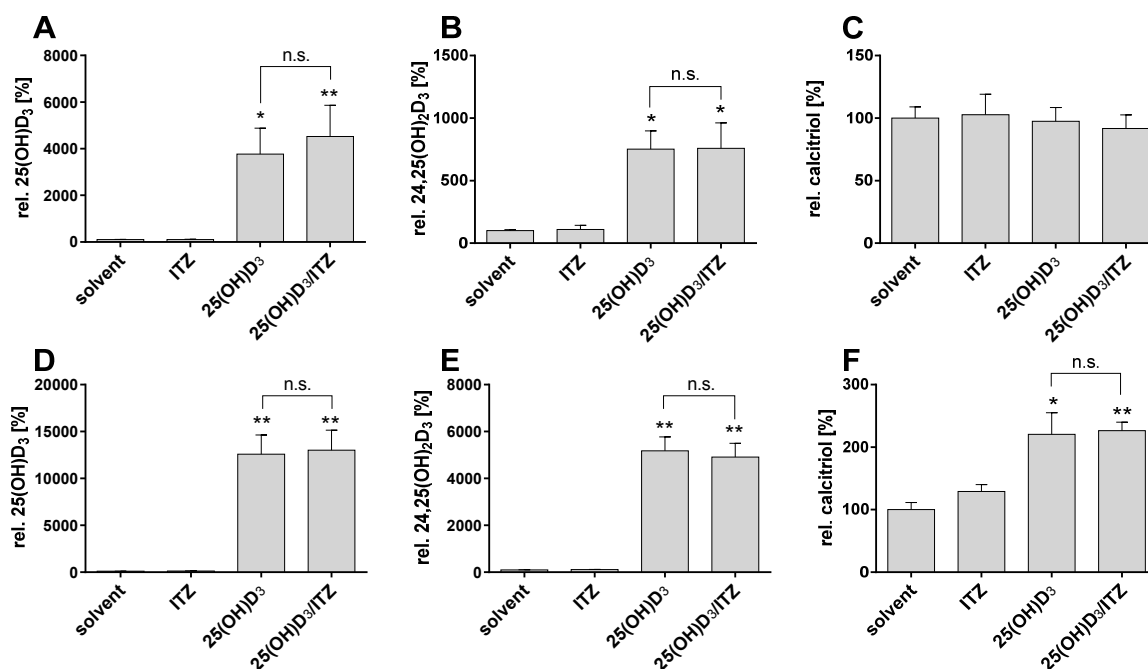 A
rel. 25(OH)D3 [%]
8000
6000
4000
2000
0
n.s.
*
**
solvent
ITZ
25(OH)D3
25(OH)D3/ITZ
B
rel. 24,25(OH)2D3 [%]
1500
1000
500
0
n.s.
*
*
solvent
ITZ
25(OH)D3
25(OH)D3/ITZ
C
rel. calcitriol [%]
150
100
50
0
solvent
ITZ
25(OH)D3
25(OH)D3/ITZ
D
rel. 25(OH)D3 [%]
20000
15000
10000
5000
0
n.s.
**
**
solvent
ITZ
25(OH)D3
25(OH)D3/ITZ
E
rel. 24,25(OH)2D3 [%]
8000
6000
4000
2000
0
n.s.
**
**
solvent
ITZ
25(OH)D3
25(OH)D3/ITZ
F
rel. calcitriol [%]
300
200
100
0
n.s.
*
**
solvent
ITZ
25(OH)D3
25(OH)D3/ITZ